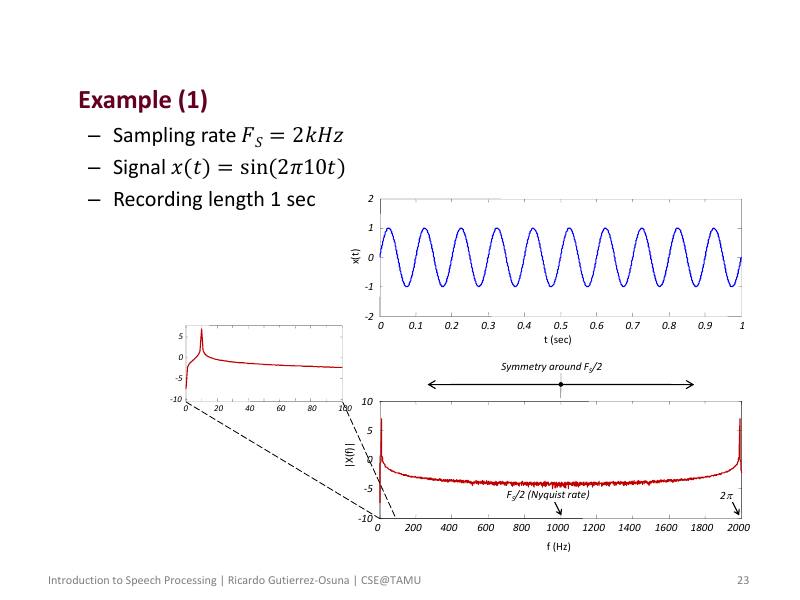 Example (1)
– Sampling rate F_S = 2kHz
– Signal x(t) = sin(2π10t)
– Recording length 1 sec
2
1
0
-1
-2
x(t)
0 0.1 0.2 0.3 0.4 0.5 0.6 0.7 0.8 0.9 1
t (sec)
5
0
-5
-10
0 20 40 60 80 100
Symmetry around F_s/2
10
5
0
-5
-10
|X(f)|
F_s/2 (Nyquist rate)
2π
0 200 400 600 800 1000 1200 1400 1600 1800 2000
f (Hz)
Introduction to Speech Processing | Ricardo Gutierrez-Osuna | CSE@TAMU
23